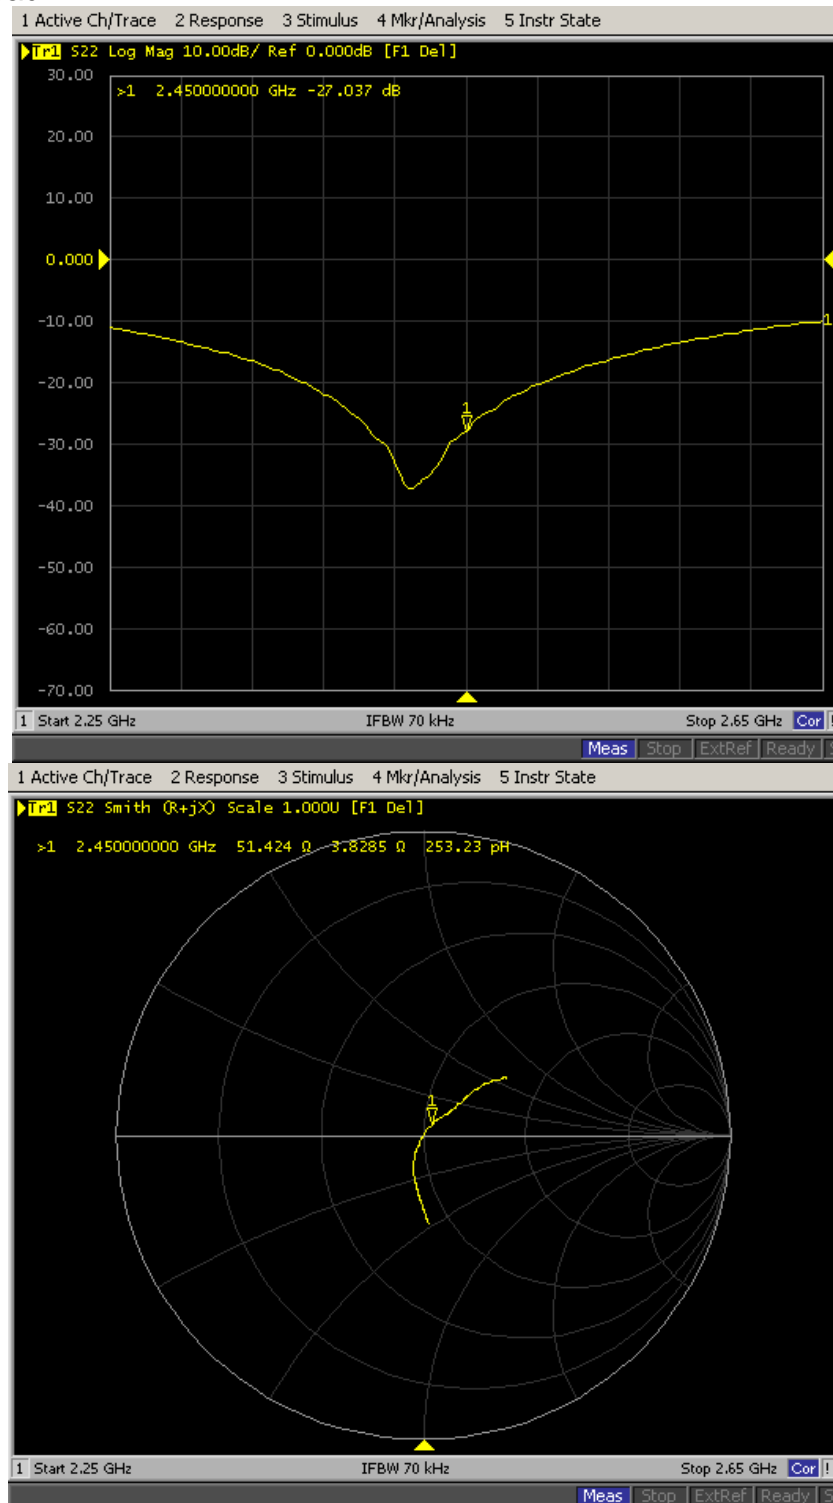 1 Active Ch/Trace 2 Response 3 Stimulus 4 Mkr/Analysis 5 Instr State
Tr1 S22 Log Mag 10.00dB/ Ref 0.000dB [F1 Del]
30.00
>1 2.450000000 GHz -27.037 dB
20.00
10.00
0.000
-10.00
1
-20.00
1
-30.00
-40.00
-50.00
-60.00
-70.00
1 Start 2.25 GHz IFBW 70 kHz Stop 2.65 GHz Cor !
Meas Stop ExtRef Ready
1 Active Ch/Trace 2 Response 3 Stimulus 4 Mkr/Analysis 5 Instr State
Tr1 S22 Smith (R+jX) Scale 1.000U [F1 Del]
>1 2.450000000 GHz 51.424 Ω 3.8285 Ω 253.23 pH
1
1 Start 2.25 GHz IFBW 70 kHz Stop 2.65 GHz Cor !
Meas Stop ExtRef Ready